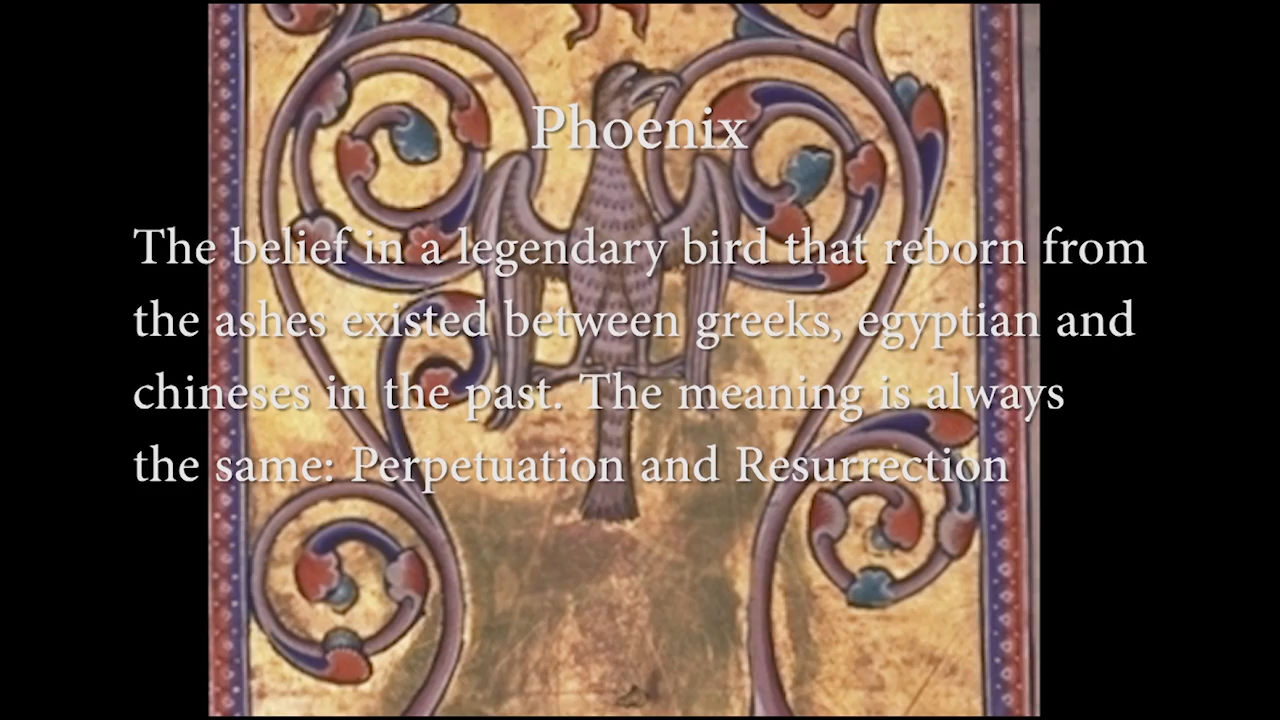 Phoenix
The belief in a legendary bird that reborn from
the ashes existed between greeks, egyptian and
chineses in the past. The meaning is always
the same: Perpetuation and Resurrection